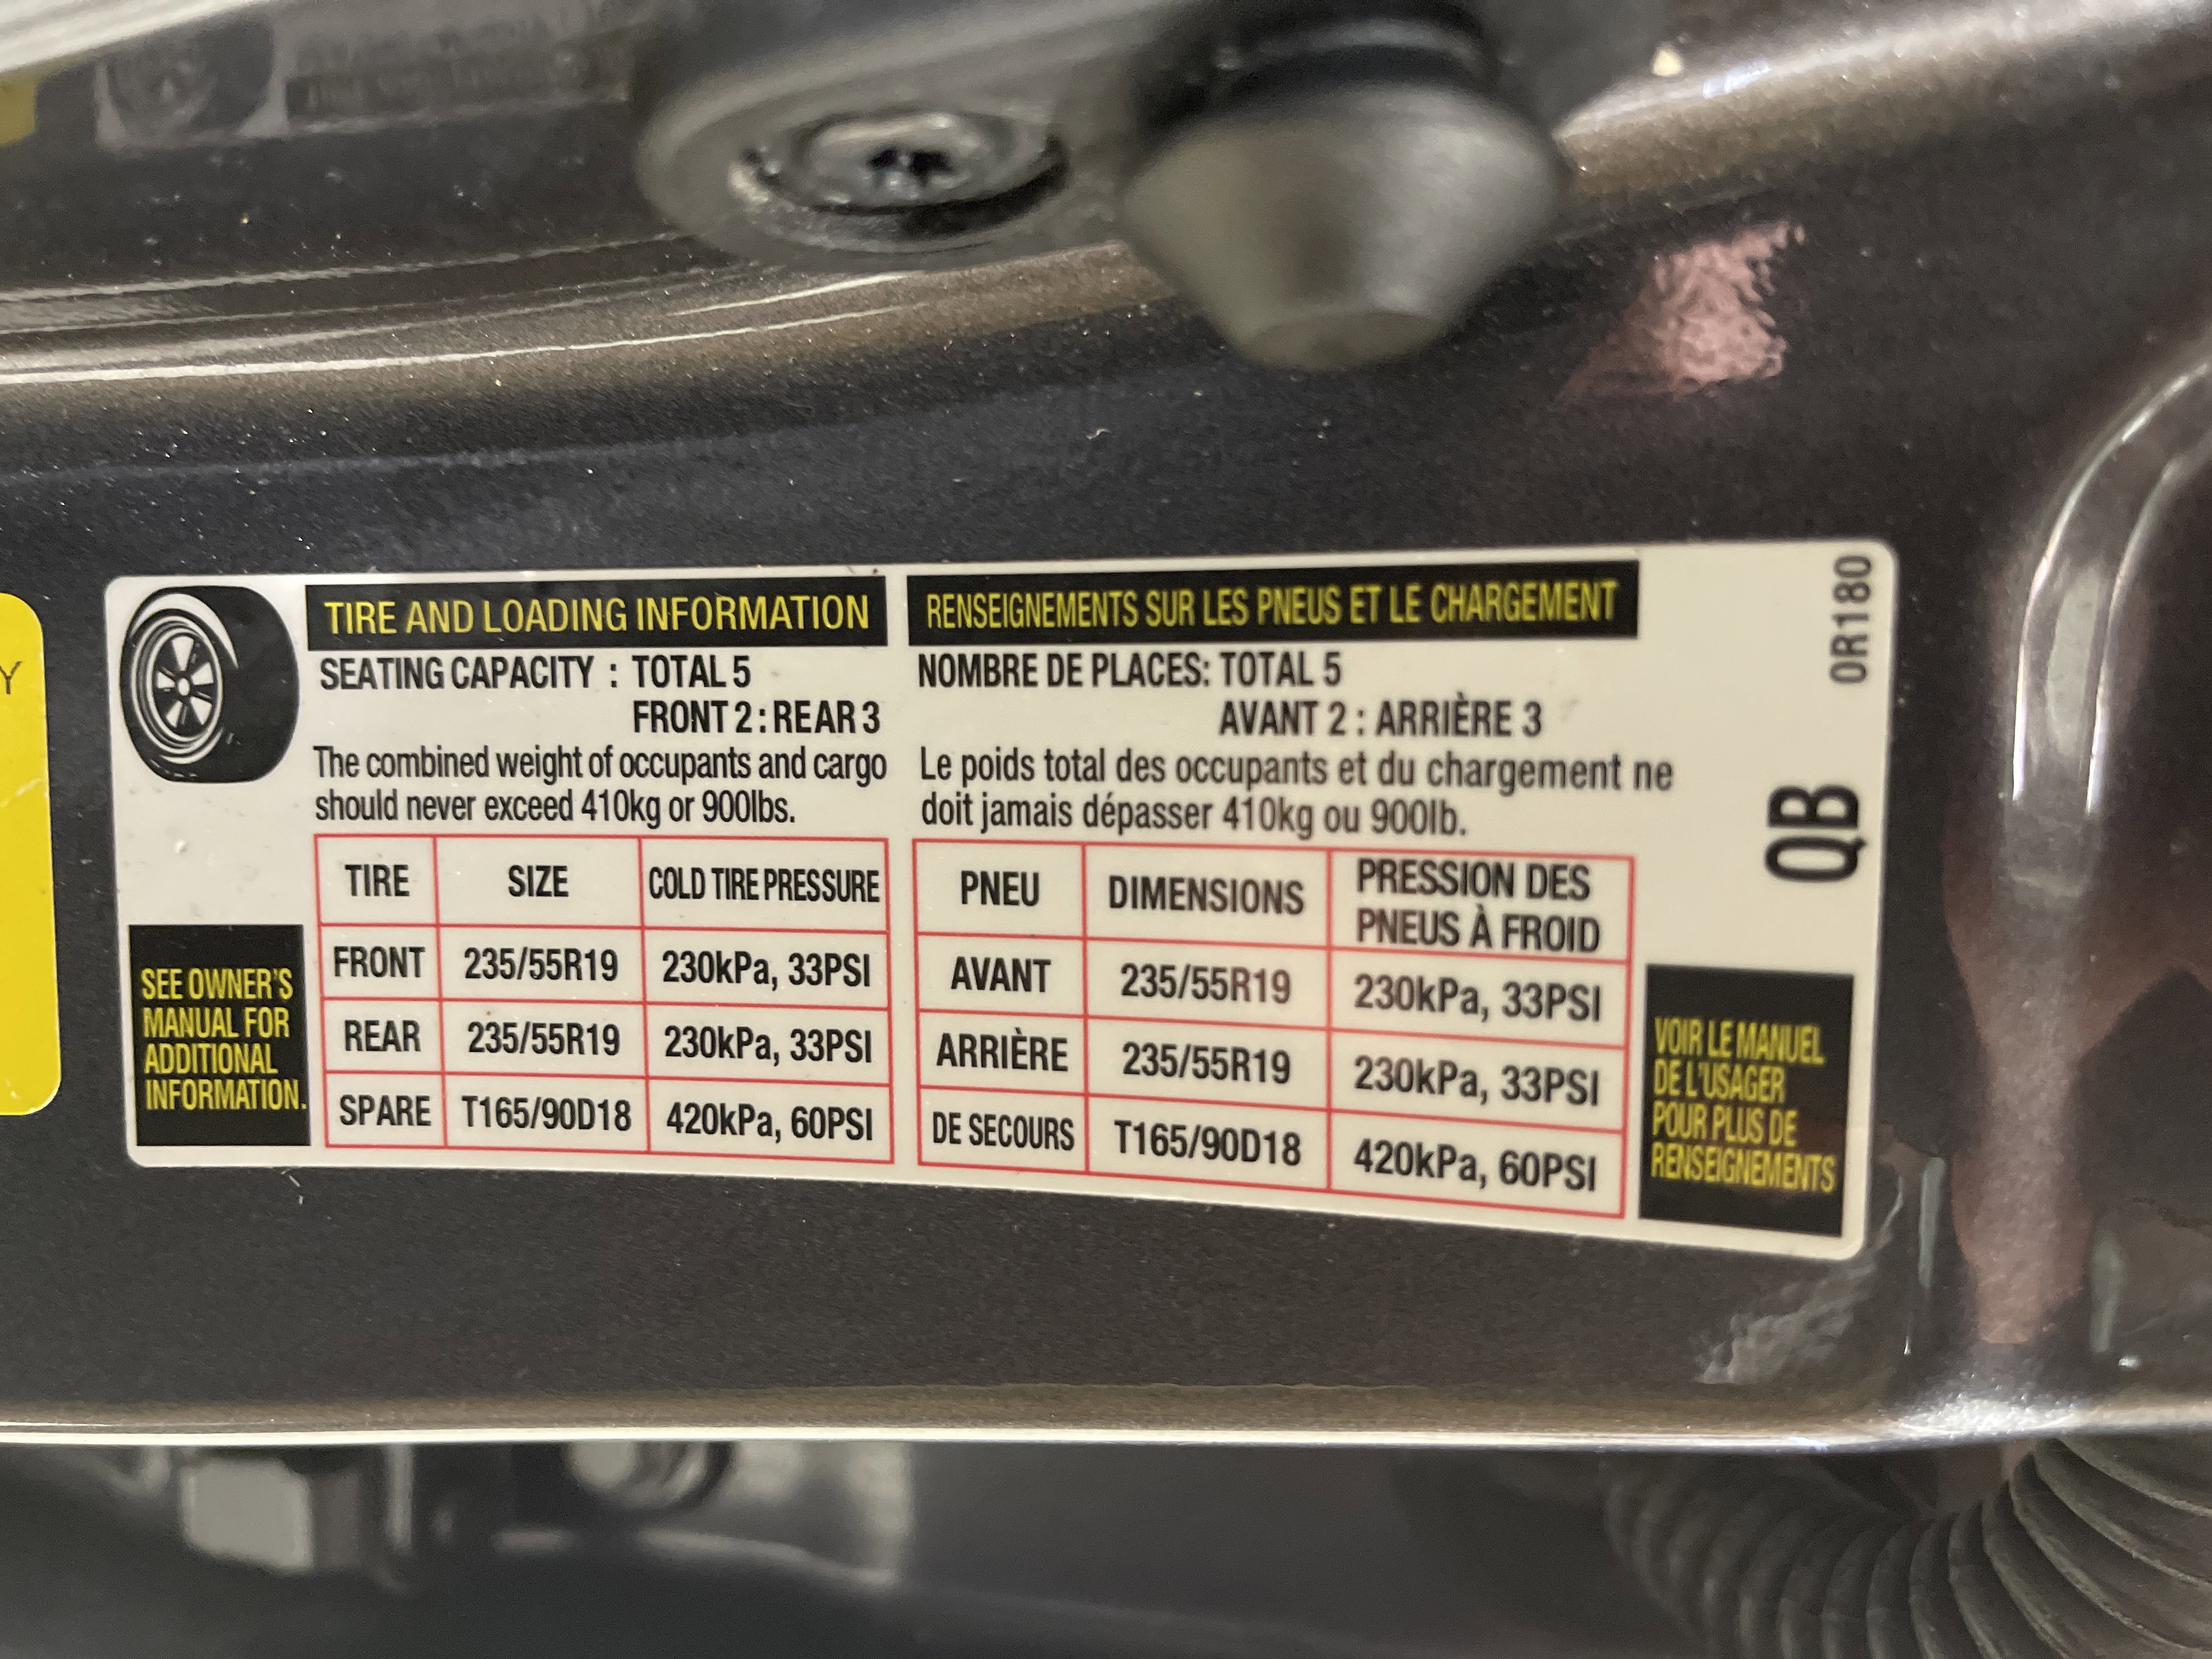 Y
TIRE AND LOADING INFORMATION
SEATING CAPACITY : TOTAL 5
FRONT 2 : REAR 3
The combined weight of occupants and cargo
should never exceed 410kg or 900lbs.
TIRE SIZE COLD TIRE PRESSURE
FRONT 235/55R19 230kPa, 33PSI
REAR 235/55R19 230kPa, 33PSI
SPARE T165/90D18 420kPa, 60PSI
SEE OWNER'S
MANUAL FOR
ADDITIONAL
INFORMATION.
RENSEIGNEMENTS SUR LES PNEUS ET LE CHARGEMENT
NOMBRE DE PLACES: TOTAL 5
AVANT 2 : ARRIÈRE 3
Le poids total des occupants et du chargement ne
doit jamais dépasser 410kg ou 900lb.
PNEU DIMENSIONS PRESSION DES
PNEUS À FROID
AVANT 235/55R19 230kPa, 33PSI
ARRIÈRE 235/55R19 230kPa, 33PSI
DE SECOURS T165/90D18 420kPa, 60PSI
VOIR LE MANUEL
DE L'USAGER
POUR PLUS DE
RENSEIGNEMENTS
0R180
QB